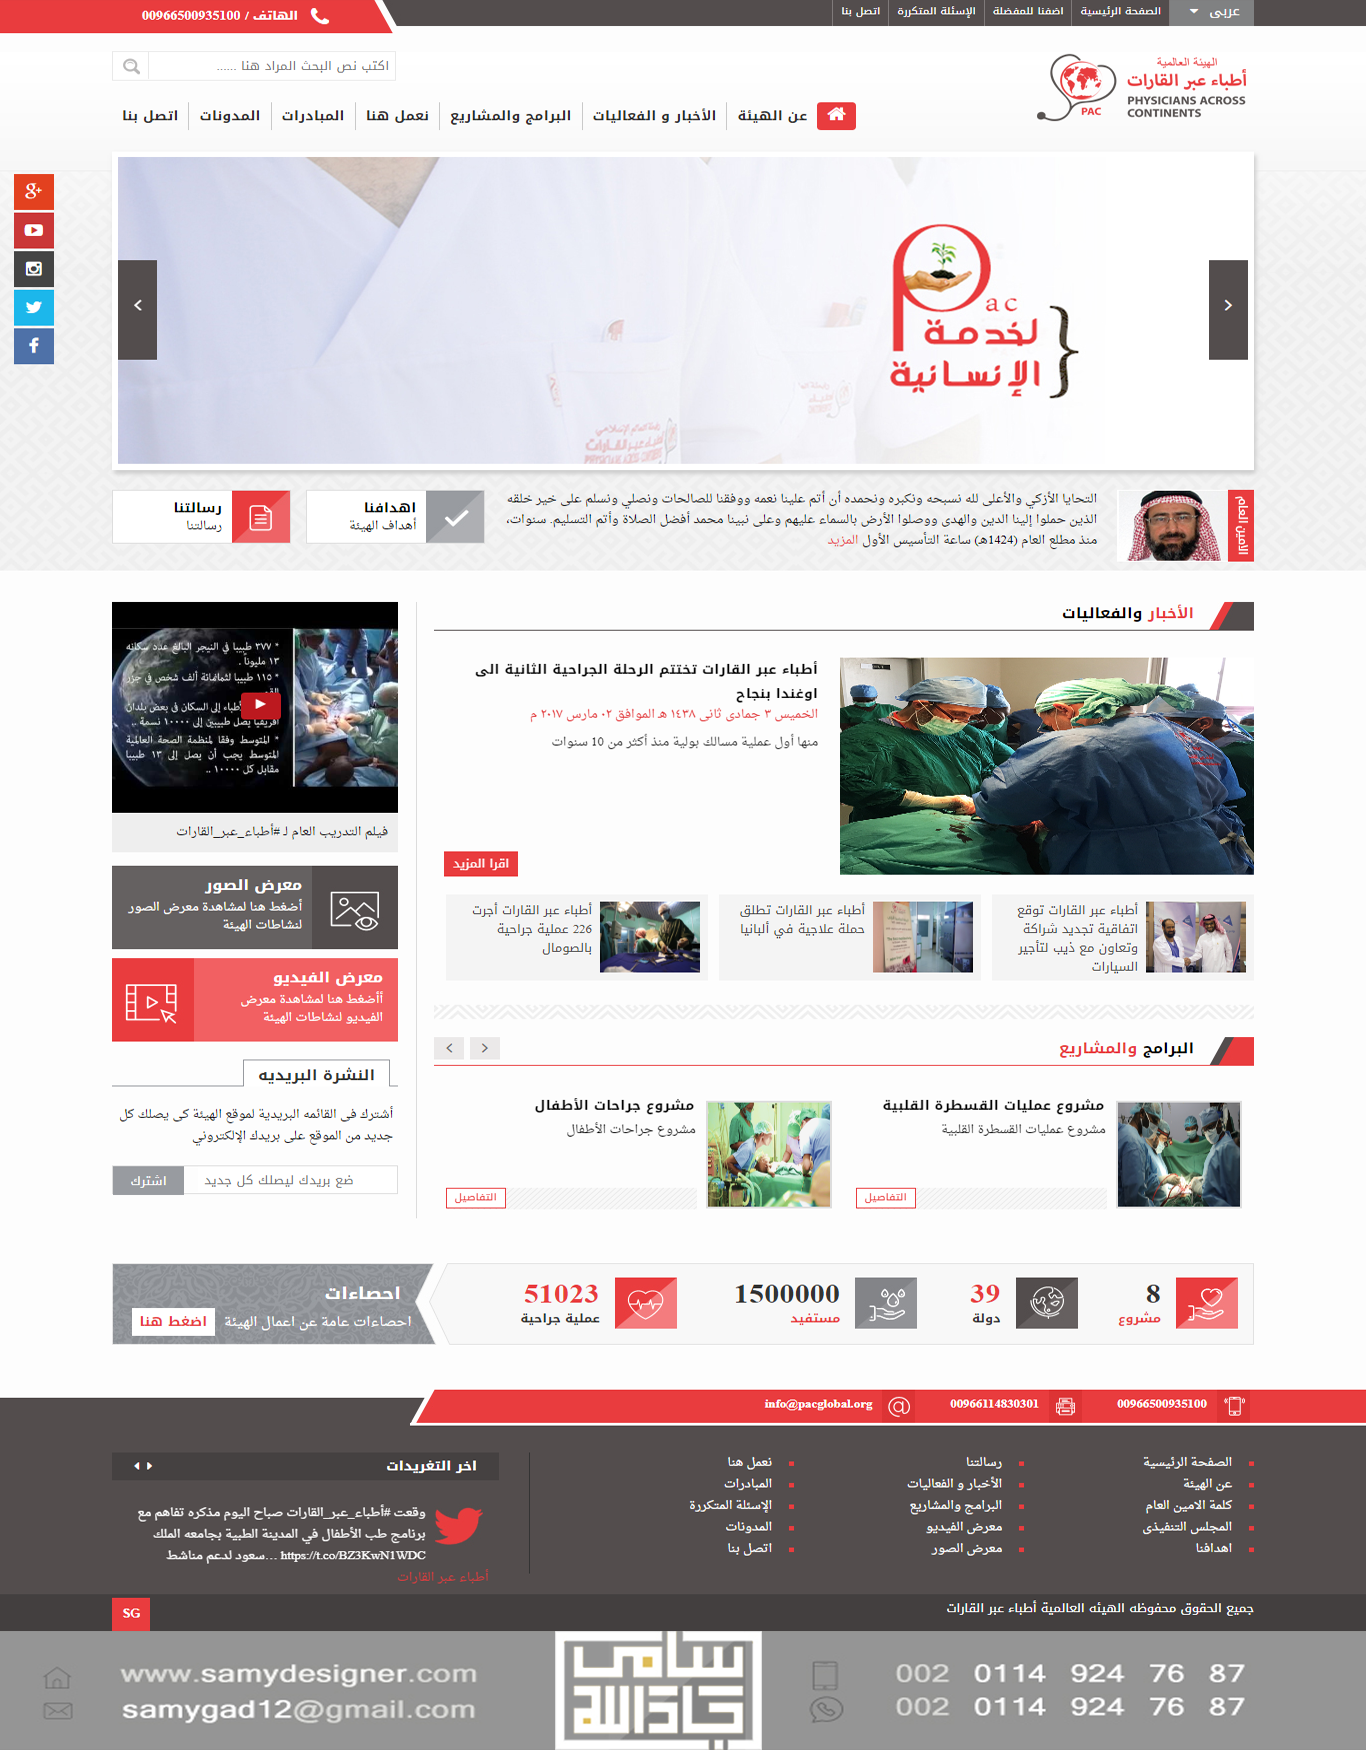 عربى
الصفحة الرئيسية
اضفنا للمفضلة
الإسئلة المتكررة
اتصل بنا
الهاتف / 00966500935100
الهيئة العالمية
أطباء عبر القارات
PHYSICIANS ACROSS
CONTINENTS
PAC
اكتب نص البحث المراد هنا ......
عن الهيئة
الأخبار و الفعاليات
البرامج والمشاريع
نعمل هنا
المبادرات
المدونات
اتصل بنا
Pac
لخدمة
الإنسانية
الامين العام
التحايا الأزكي والأعلى لله نسبحه ونكبره ونحمده أن أتم علينا نعمه ووفقنا للصالحات ونصلي ونسلم على خير خلقه
الذين حملوا إلينا الدين والهدى ووصلوا الأرض بالسماء عليهم وعلى نبينا محمد أفضل الصلاة وأتم التسليم. سنوات،
منذ مطلع العام (1424هـ) ساعة التأسيس الأول المزيد
اهدافنا
أهداف الهيئة
رسالتنا
رسالتنا
الأخبار والفعاليات
أطباء عبر القارات تختتم الرحلة الجراحية الثانية الى
اوغندا بنجاح
الخميس ٣ جمادى ثانى ١٤٣٨ هـ الموافق ٠٢ مارس ٢٠١٧ م
منها أول عملية مسالك بولية منذ أكثر من 10 سنوات
اقرا المزيد
أطباء عبر القارات توقع
اتفاقية تجديد شراكة
وتعاون مع ذيب لتأجير
السيارات
أطباء عبر القارات تطلق
حملة علاجية في ألبانيا
أطباء عبر القارات أجرت
226 عملية جراحية
بالصومال
* ٣٧٧ طبيبا في النيجر البالغ عدد سكانه
١٣ مليوناً .
* ١١٥ طبيبا لثمانمائة ألف شخص في جزر
أطباء إلى السكان في بعض بلدان
افريقيا يصل طبيبين إلى ١٠٠٠٠ نسمة ..
* المتوسط وفقا لمنظمة الصحة العالمية
المتوسط يجب أن يصل إلى ١٣ طبيبا
مقابل كل ١٠٠٠٠ ..
فيلم التدريب العام لـ #أطباء_عبر_القارات
معرض الصور
أضغط هنا لمشاهدة معرض الصور
لنشاطات الهيئة
معرض الفيديو
أأضغط هنا لمشاهدة معرض
الفيديو لنشاطات الهيئة
النشرة البريديه
أشترك فى القائمه البريدية لموقع الهيئة كى يصلك كل
جديد من الموقع على بريدك الإلكتروني
ضع بريدك ليصلك كل جديد
اشترك
البرامج والمشاريع
مشروع عمليات القسطرة القلبية
مشروع عمليات القسطرة القلبية
التفاصيل
مشروع جراحات الأطفال
مشروع جراحات الأطفال
التفاصيل
8
مشروع
39
دولة
1500000
مستفيد
51023
عملية جراحية
احصاءات
احصاءات عامة عن اعمال الهيئة
اضغط هنا
00966500935100
00966114830301
info@pacglobal.org
الصفحة الرئيسية
عن الهيئة
كلمة الامين العام
المجلس التنفيذى
اهدافنا
رسالتنا
الأخبار و الفعاليات
البرامج والمشاريع
معرض الفيديو
معرض الصور
نعمل هنا
المبادرات
الإسئلة المتكررة
المدونات
اتصل بنا
اخر التغريدات
وقعت #أطباء_عبر_القارات صباح اليوم مذكره تفاهم مع
برنامج طب الأطفال في المدينة الطبية بجامعه الملك
سعود لدعم مناشط… https://t.co/BZ3KwN1WDC
أطباء عبر القارات
جميع الحقوق محفوظه الهيئه العالمية أطباء عبر القارات
SG
www.samydesigner.com
samygad12@gmail.com
سامى
جادالله
002 0114 924 76 87
002 0114 924 76 87